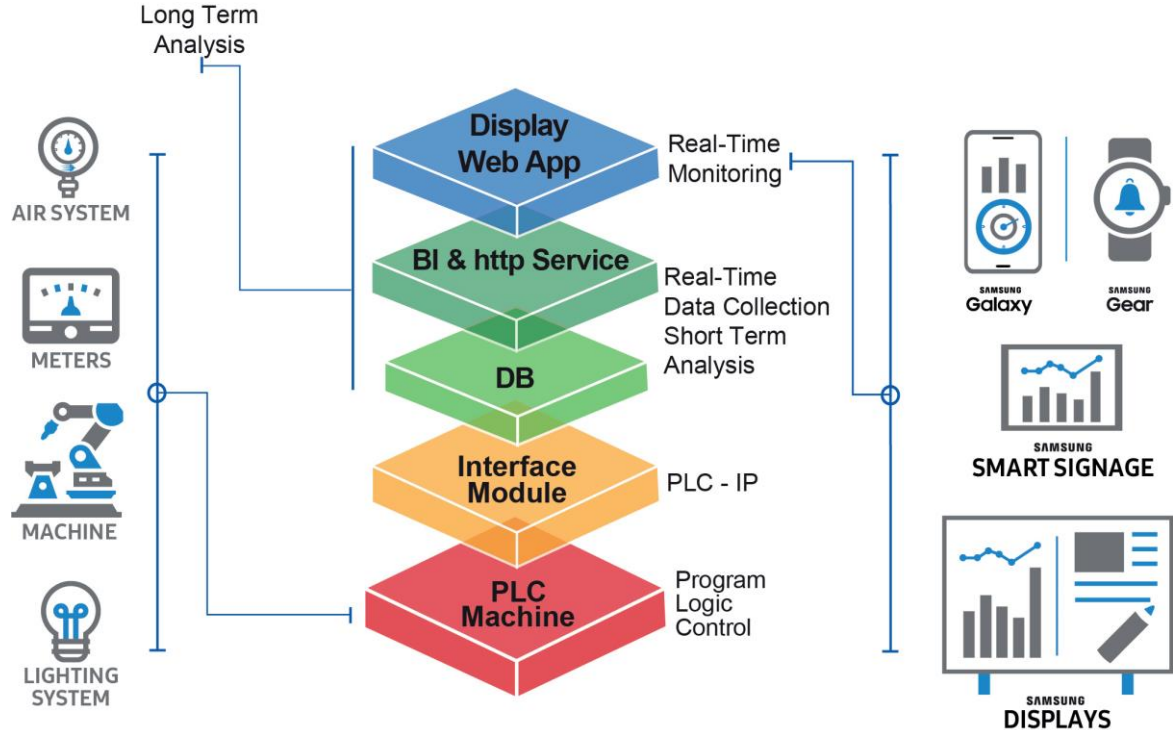 Long Term
Analysis
AIR SYSTEM
METERS
MACHINE
LIGHTING
SYSTEM
Display
Web App
BI & http Service
DB
Interface
Module
PLC
Machine
Real-Time
Monitoring
Real-Time
Data Collection
Short Term
Analysis
PLC - IP
Program
Logic
Control
SAMSUNG
Galaxy
SAMSUNG
Gear
SAMSUNG
SMART SIGNAGE
SAMSUNG
DISPLAYS